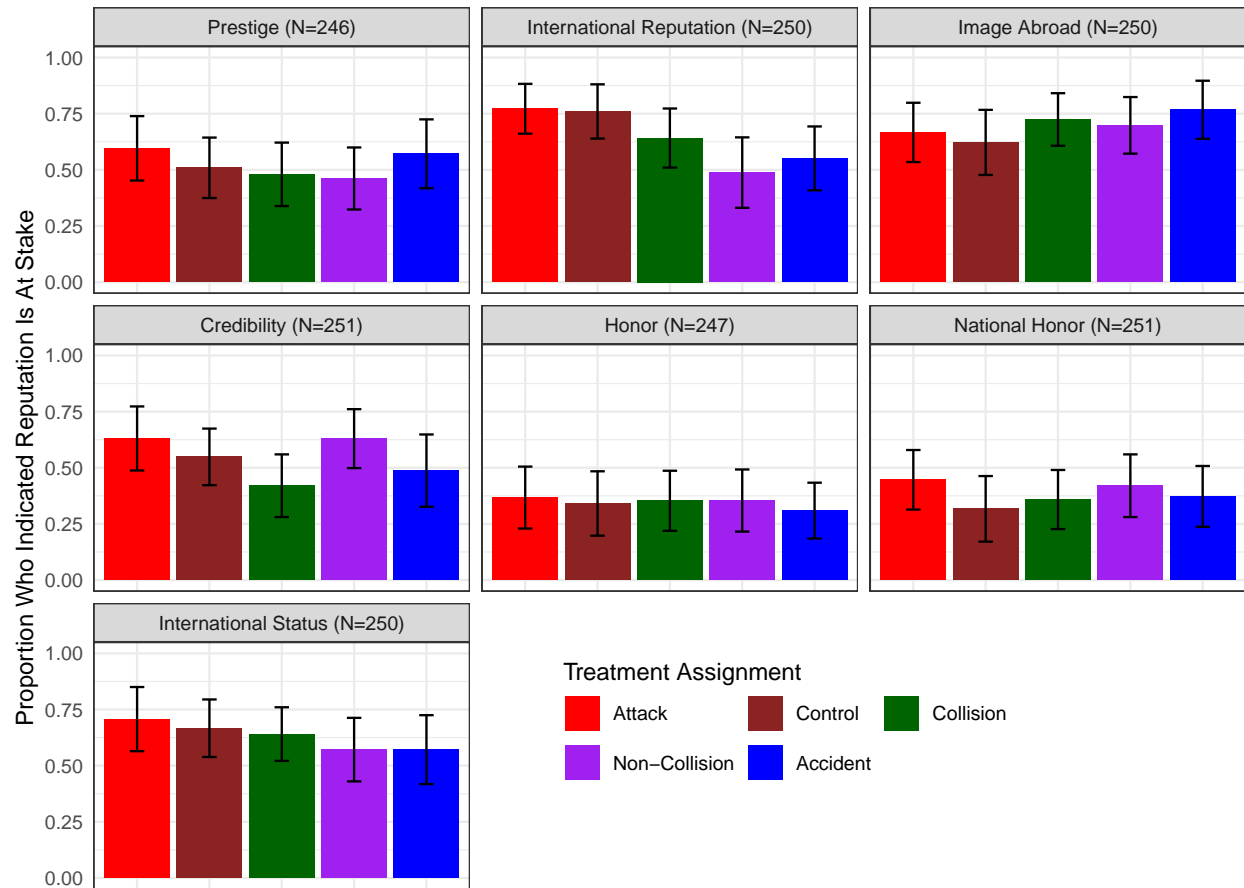 Prestige (N=246)
International Reputation (N=250)
Image Abroad (N=250)
1.00
0.75
0.50
0.25
0.00
Credibility (N=251)
Honor (N=247)
National Honor (N=251)
1.00
0.75
0.50
0.25
0.00
International Status (N=250)
1.00
0.75
0.50
0.25
0.00
Proportion Who Indicated Reputation Is At Stake
Treatment Assignment
Attack
Control
Collision
Non−Collision
Accident